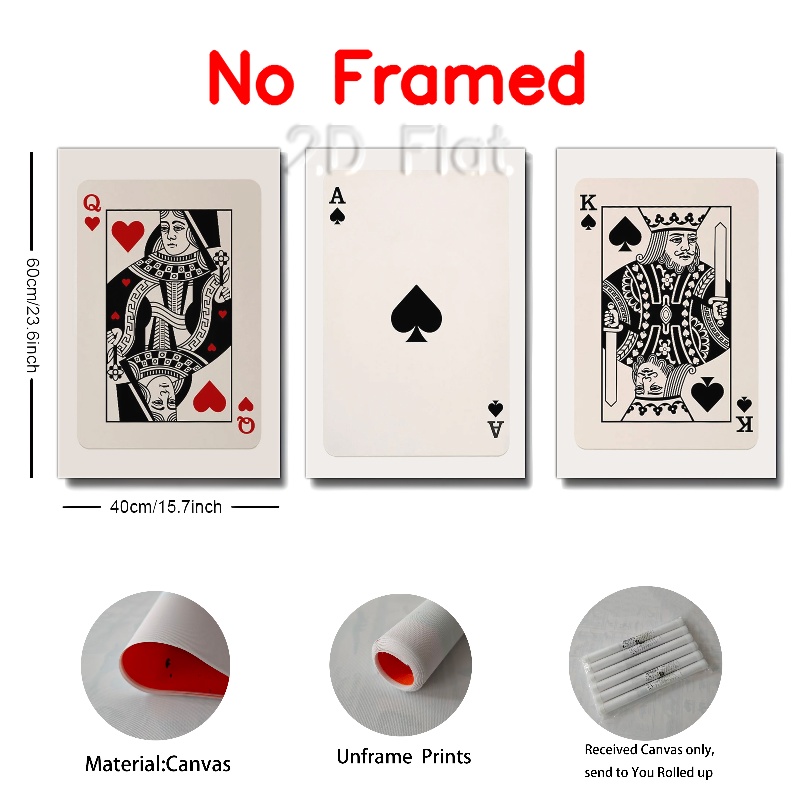 No Framed
2.D Flat.
Q
A
K
60cm/23.6inch
Q
A
K
40cm/15.7inch
Material:Canvas
Unframe Prints
Received Canvas only,
send to You Rolled up